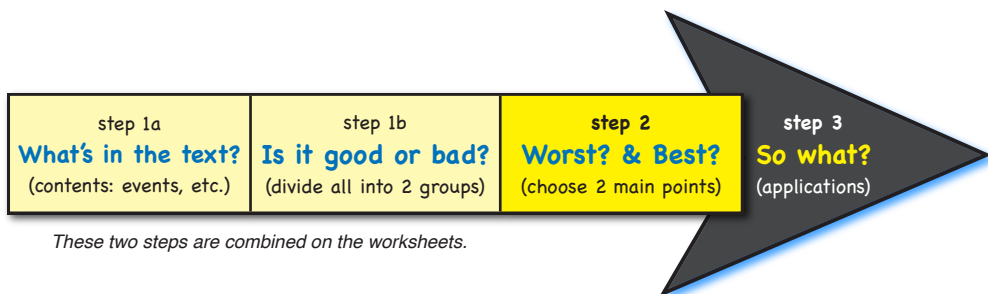 step 1a
What's in the text?
(contents: events, etc.)
step 1b
Is it good or bad?
(divide all into 2 groups)
step 2
Worst? & Best?
(choose 2 main points)
step 3
So what?
(applications)
These two steps are combined on the worksheets.